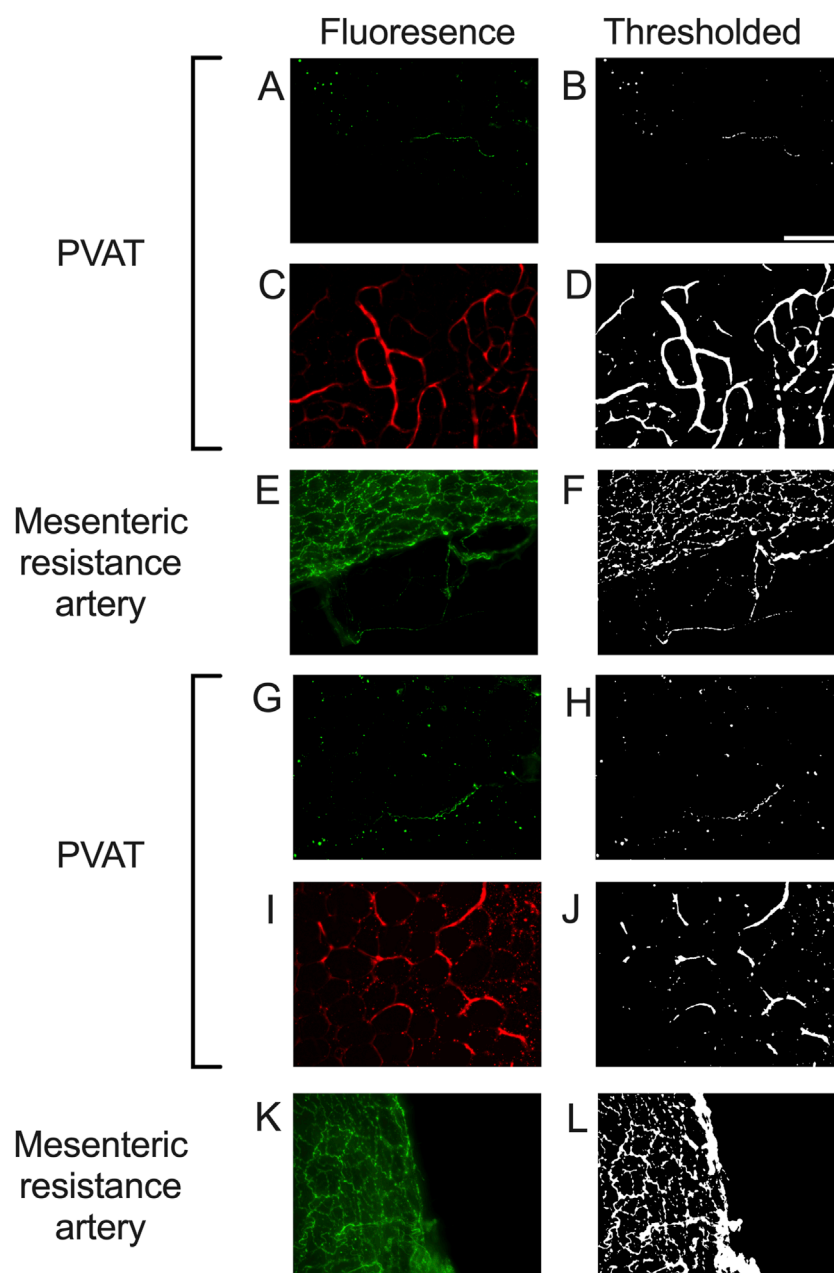 Fluoresence Thresholded
A B
PVAT
C D
E F
Mesenteric
resistance
artery
G H
PVAT
I J
K L
Mesenteric
resistance
artery